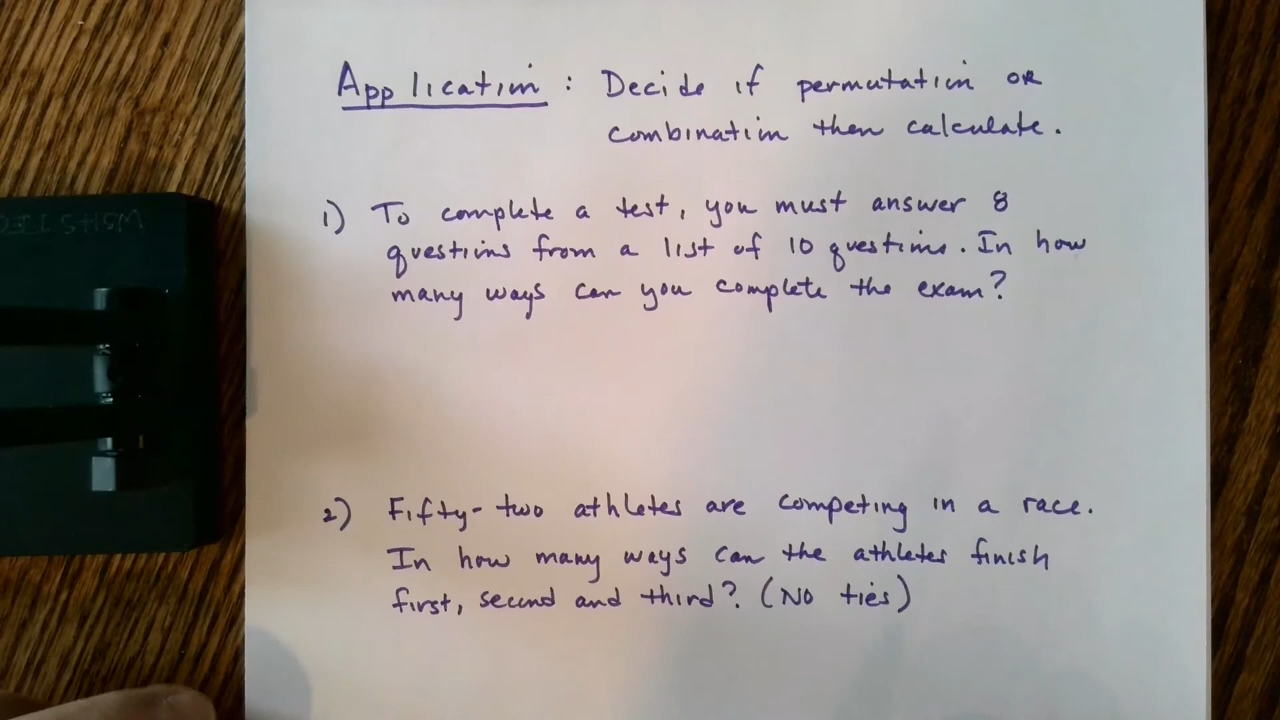 Application: Decide if permutation OR
combination then calculate.
1) To complete a test, you must answer 8
questions from a list of 10 questions. In how
many ways can you complete the exam?
2) Fifty-two athletes are competing in a race.
In how many ways can the athletes finish
first, second and third? (No ties)